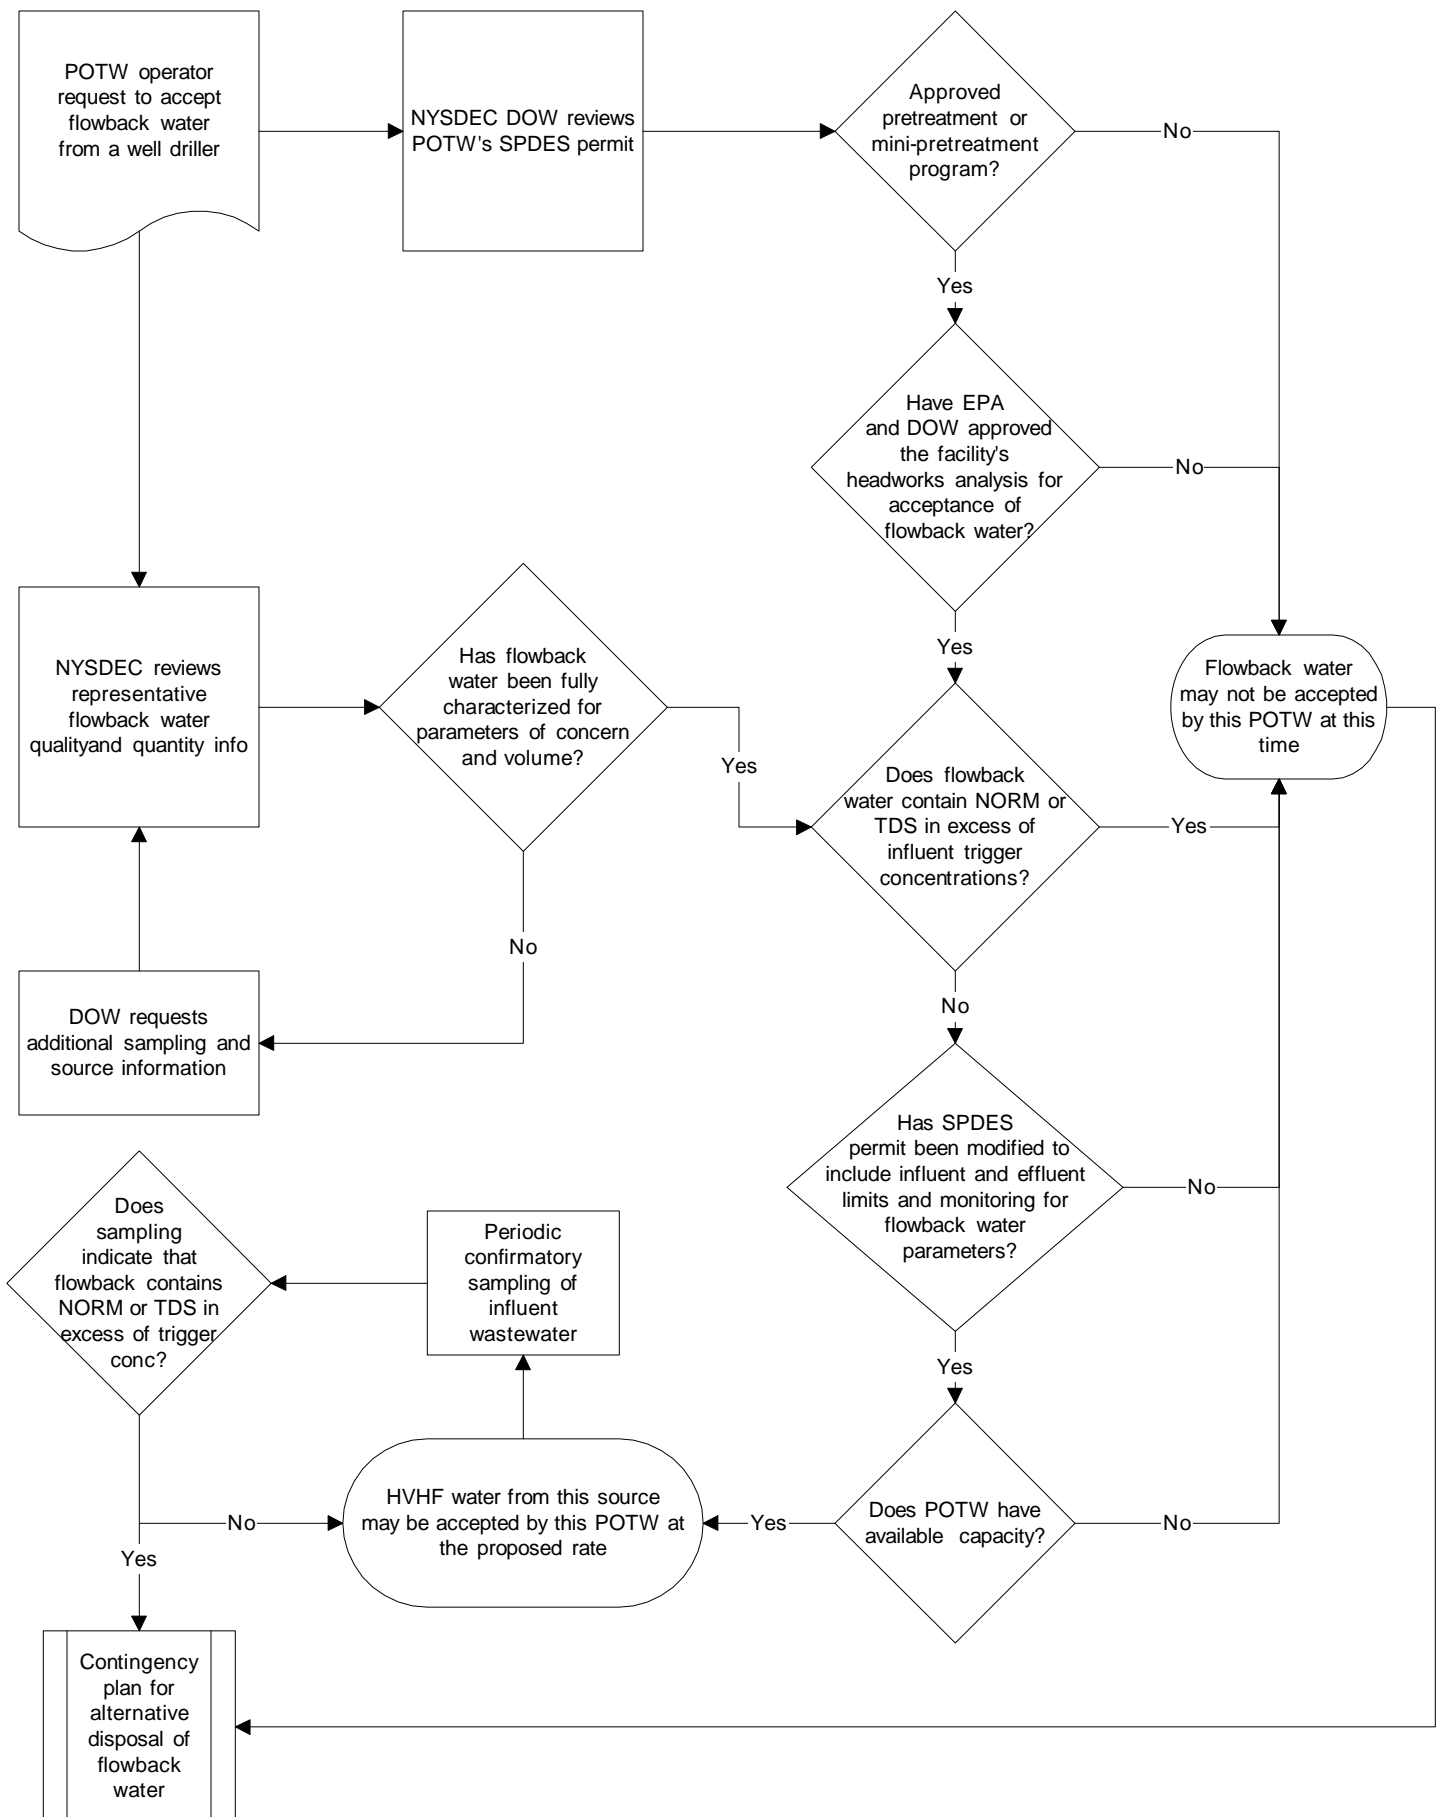 POTW operator
request to accept
flowback water
from a well driller
NYSDEC DOW reviews
POTW's SPDES permit
Approved
pretreatment or
mini-pretreatment
program?
No
Yes
Have EPA
and DOW approved
the facility's
headworks analysis for
acceptance of
flowback water?
No
Yes
NYSDEC reviews
representative
flowback water
qualityand quantity info
Has flowback
water been fully
characterized for
parameters of concern
and volume?
Yes
No
DOW requests
additional sampling and
source information
Does flowback
water contain NORM or
TDS in excess of
influent trigger
concentrations?
Yes
No
Flowback water
may not be accepted
by this POTW at this
time
Has SPDES
permit been modified to
include influent and effluent
limits and monitoring for
flowback water
parameters?
No
Yes
Does POTW have
available capacity?
No
Yes
HVHF water from this source
may be accepted by this POTW at
the proposed rate
Periodic
confirmatory
sampling of
influent
wastewater
Does
sampling
indicate that
flowback contains
NORM or TDS in
excess of trigger
conc?
No
Yes
Contingency
plan for
alternative
disposal of
flowback
water